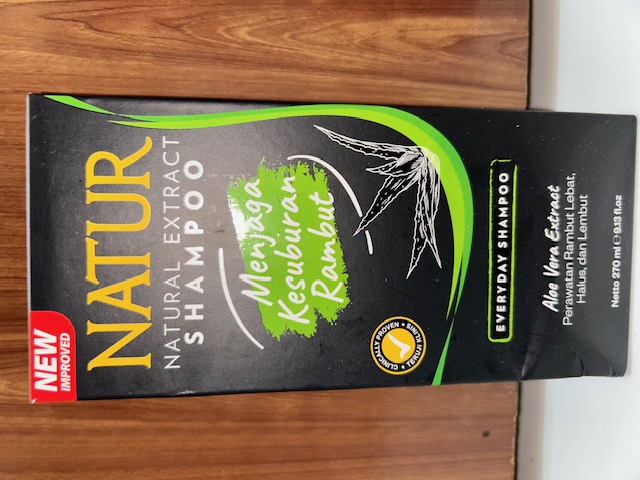 NEW
IMPROVED
NATUR
NATURAL EXTRACT
SHAMPOO
Menjaga
Kesuburan
Rambut
CLINICALLY PROVEN
TERUJI KLINIS
EVERYDAY SHAMPOO
Aloe Vera Extract
Perawatan Rambut Lebat,
Halus, dan Lembut
Netto 270 ml ℮ 9.13 fl.oz